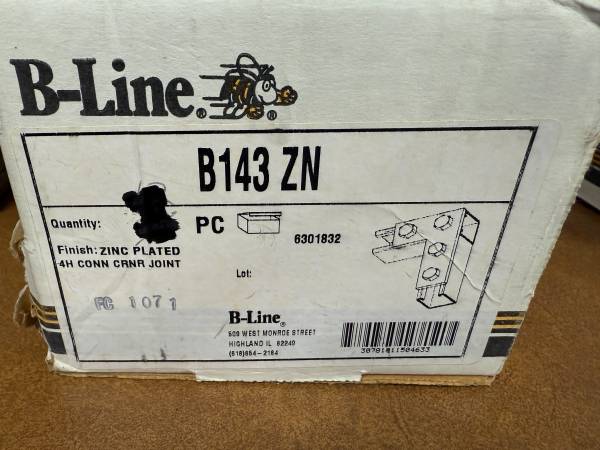 B-Line®
B143 ZN
Quantity: PC
6301832
Finish: ZINC PLATED
4H CONN CRNR JOINT
Lot:
FC 1071
B-Line®
509 WEST MONROE STREET
HIGHLAND IL 62249
(618)654-2184
30781011504633